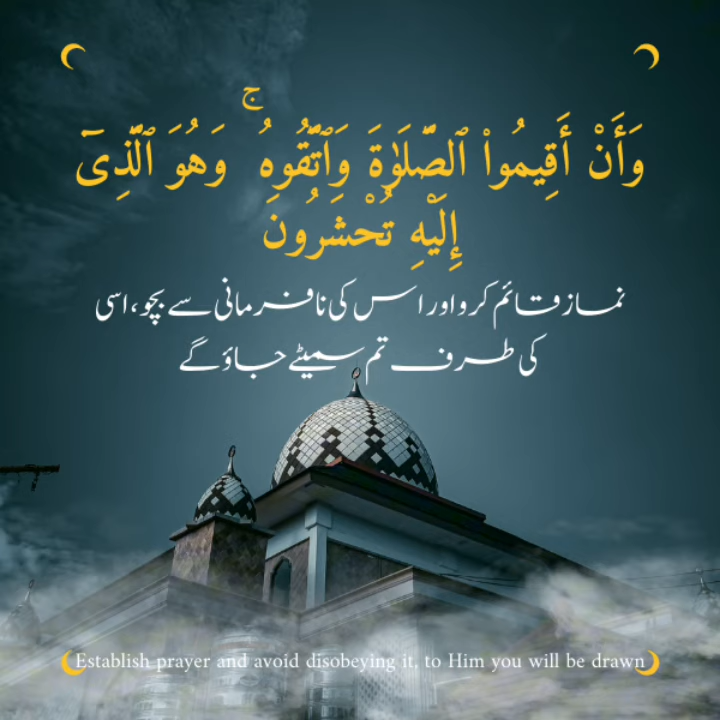 وَأَنْ أَقِيمُوا۟ ٱلصَّلَوٰةَ وَٱتَّقُوهُ ۚ وَهُوَ ٱلَّذِىٓ
إِلَيْهِ تُحْشَرُونَ
نماز قائم کرو اور اس کی نافرمانی سے بچو، اسی
کی طرف تم سمیٹے جاؤ گے
Establish prayer and avoid disobeying it, to Him you will be drawn